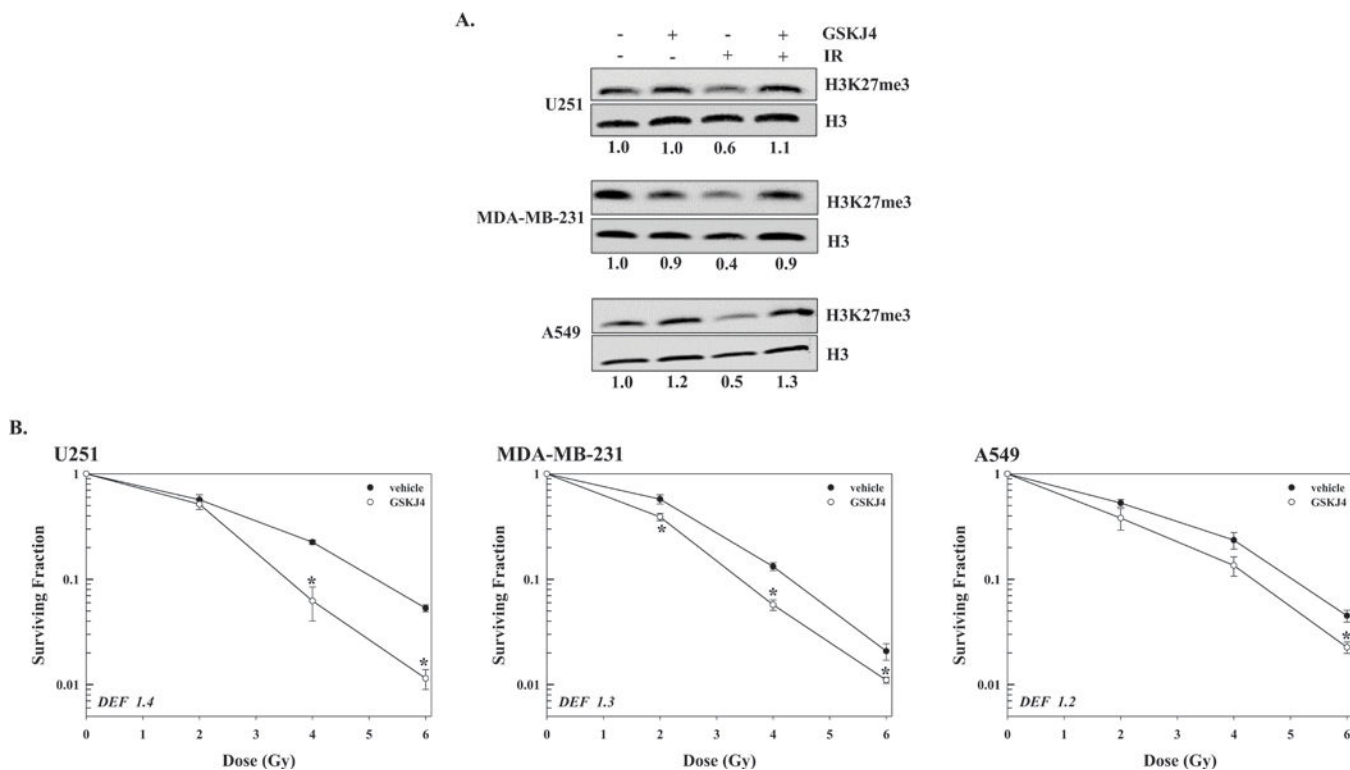 A.
- + - + GSKJ4
- - + + IR
U251
H3K27me3
H3
1.0 1.0 0.6 1.1
MDA-MB-231
H3K27me3
H3
1.0 0.9 0.4 0.9
A549
H3K27me3
H3
1.0 1.2 0.5 1.3
B.
U251
vehicle
GSKJ4
Surviving Fraction
1
0.1
0.01
*
*
DEF 1.4
0 1 2 3 4 5 6
Dose (Gy)
MDA-MB-231
vehicle
GSKJ4
Surviving Fraction
1
0.1
0.01
*
*
*
DEF 1.3
0 1 2 3 4 5 6
Dose (Gy)
A549
vehicle
GSKJ4
Surviving Fraction
1
0.1
0.01
*
DEF 1.2
0 1 2 3 4 5 6
Dose (Gy)